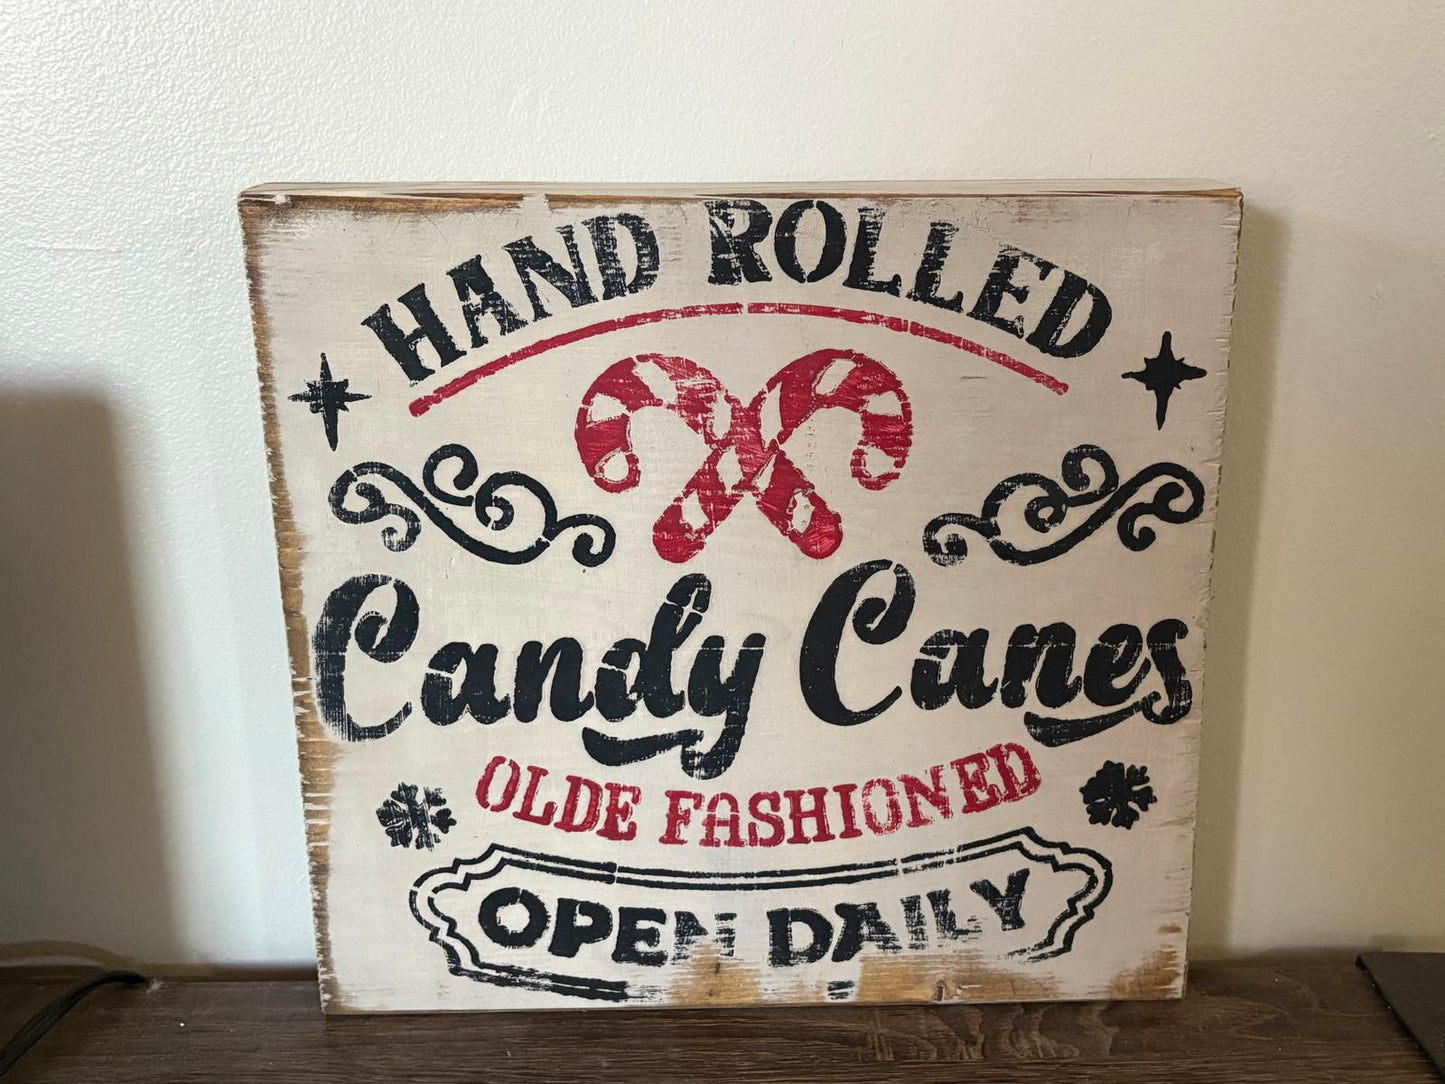 HAND ROLLED
Candy Canes
OLDE FASHIONED
OPEN DAILY